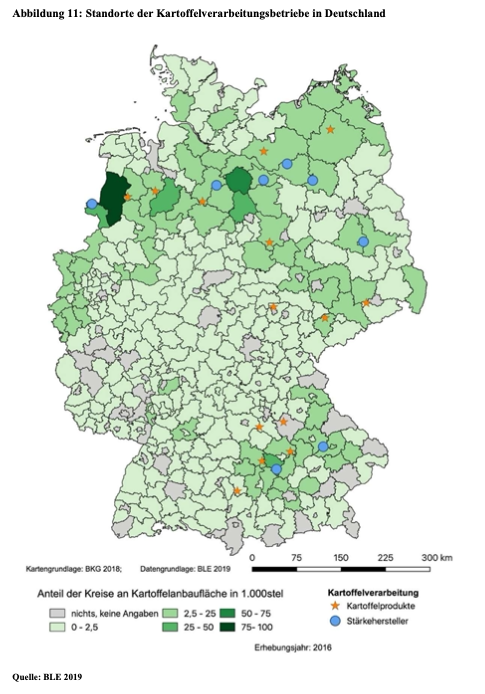 Abbildung 11: Standorte der Kartoffelverarbeitungsbetriebe in Deutschland
Kartengrundlage: BKG 2018; Datengrundlage: BLE 2019
0 75 150 225 300 km
Anteil der Kreise an Kartoffelanbaufläche in 1.000stel
nichts, keine Angaben
0 - 2,5
2,5 - 25
25 - 50
50 - 75
75- 100
Kartoffelverarbeitung
Kartoffelprodukte
Stärkehersteller
Erhebungsjahr: 2016
Quelle: BLE 2019